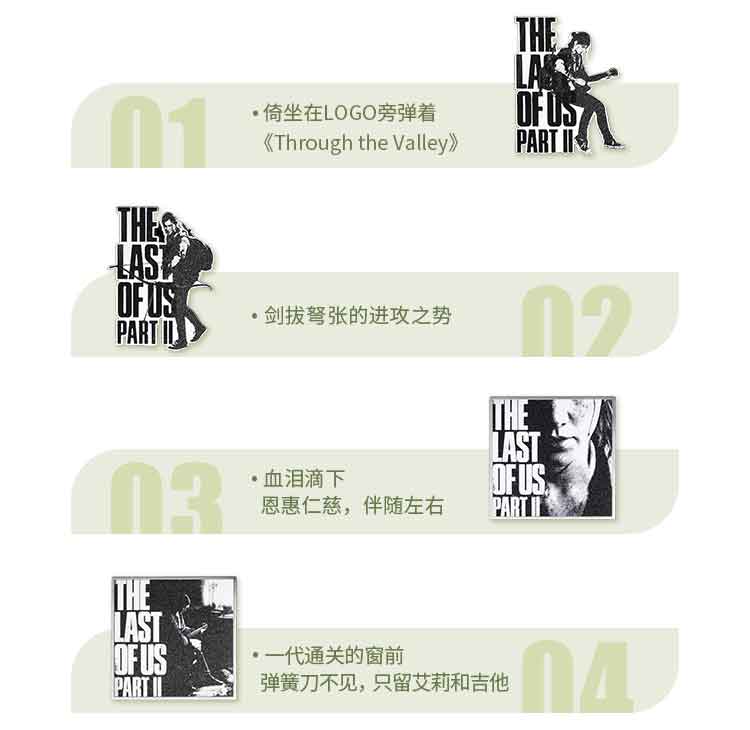 THE
LAST
OF US
PART II
01
• 倚坐在LOGO旁弹着
《Through the Valley》
THE
LAST
OF US
PART II
• 剑拔弩张的进攻之势
02
THE
LAST
OF US
PART II
03
• 血泪滴下
恩惠仁慈，伴随左右
THE
LAST
OF US
PART II
• 一代通关的窗前
弹簧刀不见，只留艾莉和吉他
04